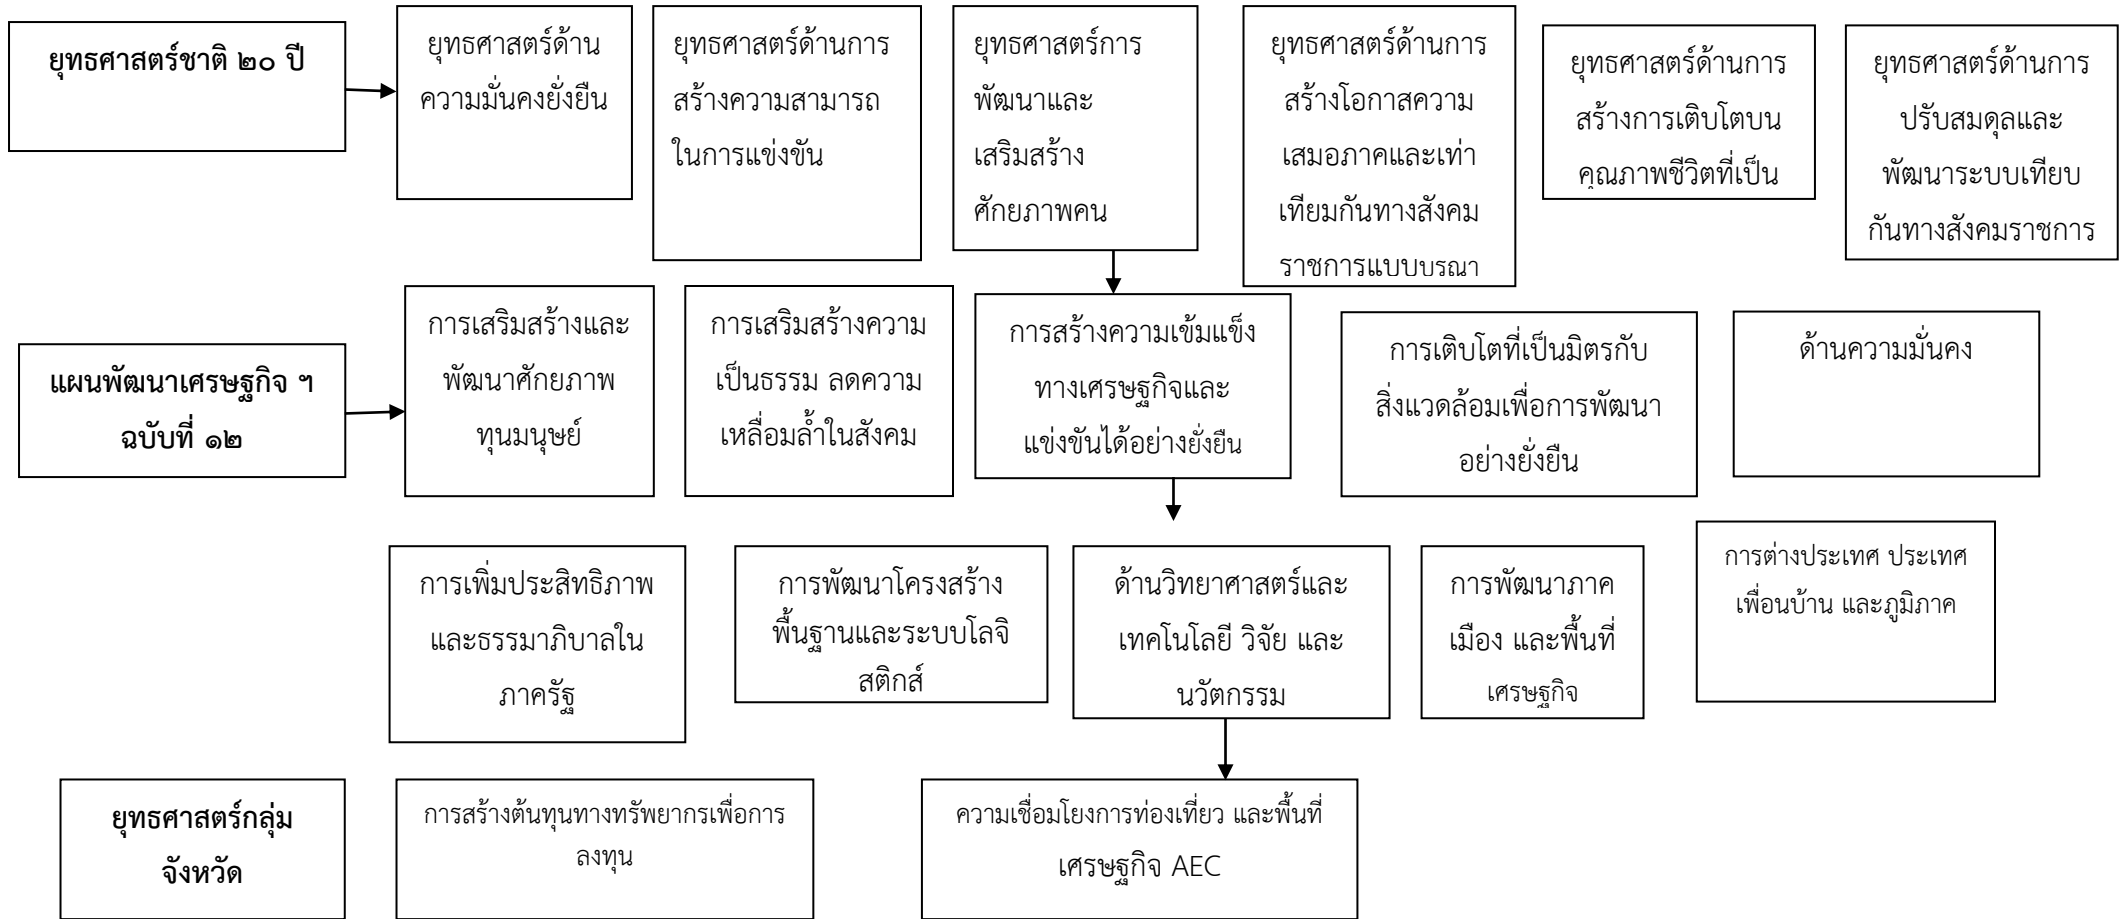 ยุทธศาสตร์ชาติ ๒๐ ปี
ยุทธศาสตร์ด้าน
ความมั่นคงยั่งยืน
ยุทธศาสตร์ด้านการ
สร้างความสามารถ
ในการแข่งขัน
ยุทธศาสตร์การ
พัฒนาและ
เสริมสร้าง
ศักยภาพคน
ยุทธศาสตร์ด้านการ
สร้างโอกาสความ
เสมอภาคและเท่า
เทียมกันทางสังคม
ราชการแบบบรณา
ยุทธศาสตร์ด้านการ
สร้างการเติบโตบน
คุณภาพชีวิตที่เป็น
ยุทธศาสตร์ด้านการ
ปรับสมดุลและ
พัฒนาระบบเทียบ
กันทางสังคมราชการ
แผนพัฒนาเศรษฐกิจ ฯ
ฉบับที่ ๑๒
การเสริมสร้างและ
พัฒนาศักยภาพ
ทุนมนุษย์
การเสริมสร้างความ
เป็นธรรม ลดความ
เหลื่อมล้ำในสังคม
การสร้างความเข้มแข็ง
ทางเศรษฐกิจและ
แข่งขันได้อย่างยั่งยืน
การเติบโตที่เป็นมิตรกับ
สิ่งแวดล้อมเพื่อการพัฒนา
อย่างยั่งยืน
ด้านความมั่นคง
การเพิ่มประสิทธิภาพ
และธรรมาภิบาลใน
ภาครัฐ
การพัฒนาโครงสร้าง
พื้นฐานและระบบโลจิ
สติกส์
ด้านวิทยาศาสตร์และ
เทคโนโลยี วิจัย และ
นวัตกรรม
การพัฒนาภาค
เมือง และพื้นที่
เศรษฐกิจ
การต่างประเทศ ประเทศ
เพื่อนบ้าน และภูมิภาค
ยุทธศาสตร์กลุ่ม
จังหวัด
การสร้างต้นทุนทางทรัพยากรเพื่อการ
ลงทุน
ความเชื่อมโยงการท่องเที่ยว และพื้นที่
เศรษฐกิจ AEC